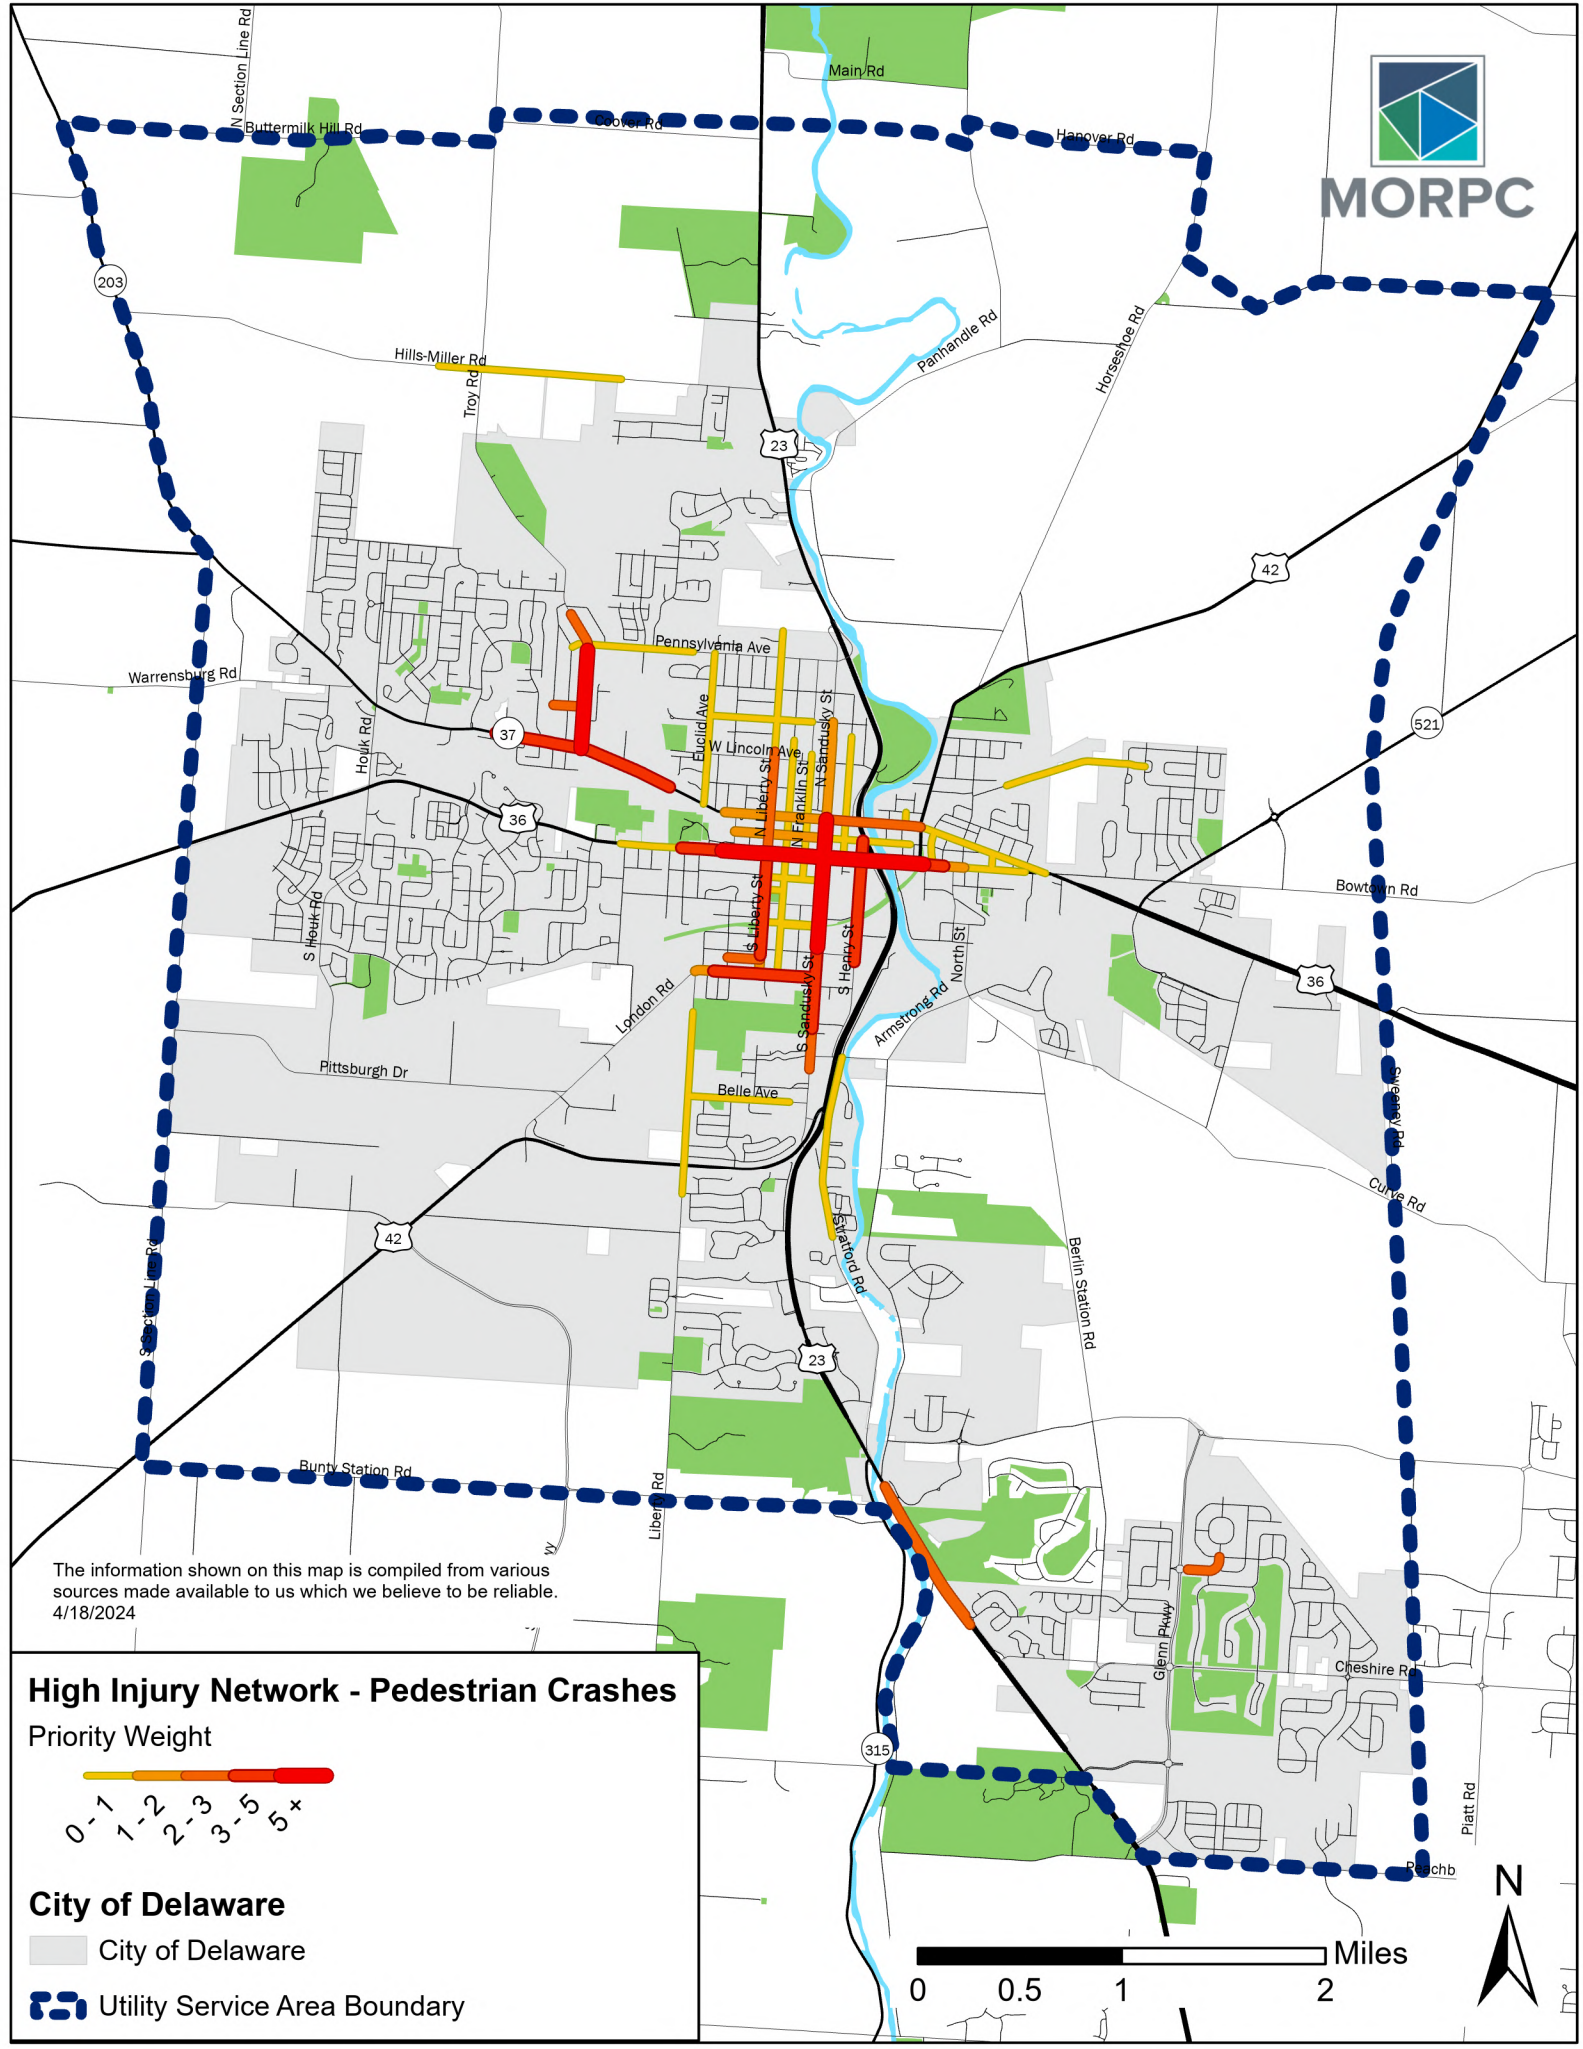 N Section Line Rd
Main Rd
Buttermilk Hill Rd
Coover Rd
Hanover Rd
MORPC
203
Panhandle Rd
Horseshoe Rd
Hills-Miller Rd
Troy Rd
23
42
Pennsylvania Ave
Warrensburg Rd
Euclid Ave
N Sandusky St
521
37
Houk Rd
W Lincoln Ave
N Liberty St
N Franklin St
36
Bowtown Rd
S Houk Rd
S Liberty St
S Henry St
North St
S Sandusky St
36
London Rd
Armstrong Rd
Pittsburgh Dr
Belle Ave
Sweeney Rd
Curve Rd
42
S Section Line Rd
Stratford Rd
Berlin Station Rd
23
Bunty Station Rd
Liberty Rd
vy
The information shown on this map is compiled from various
sources made available to us which we believe to be reliable.
4/18/2024
Glenn Pkwy
Cheshire Rd
315
Piatt Rd
Peachb
High Injury Network - Pedestrian Crashes
Priority Weight
0 - 1
1 - 2
2 - 3
3 - 5
5 +
City of Delaware
City of Delaware
Utility Service Area Boundary
N
Miles
0 0.5 1 2